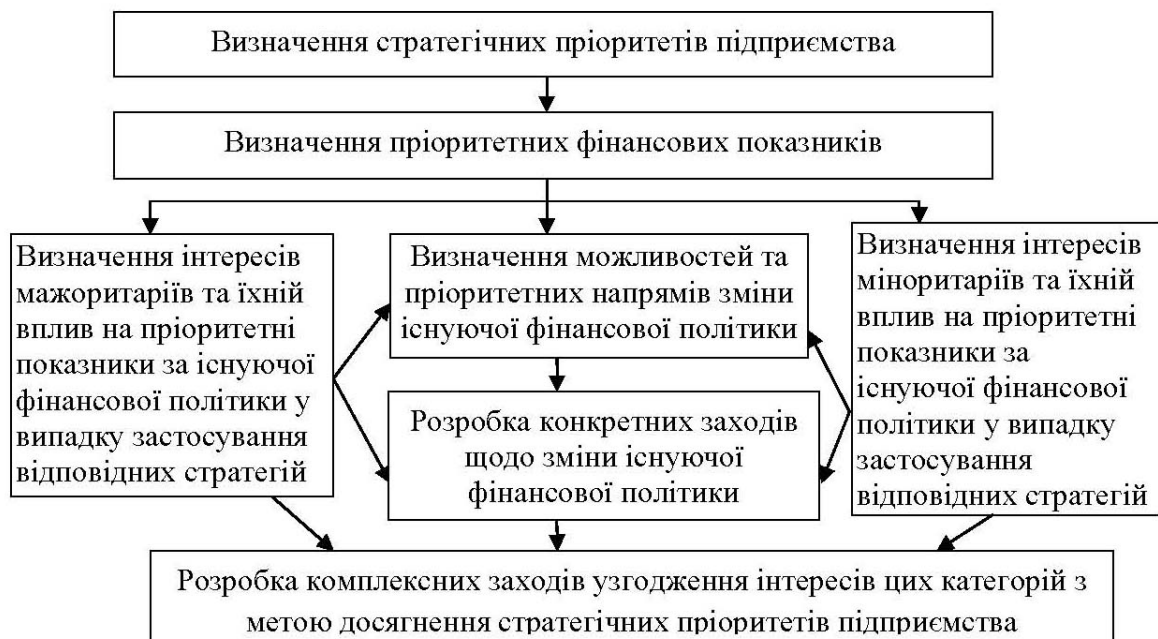 Визначення стратегічних пріоритетів підприємства
Визначення пріоритетних фінансових показників
Визначення інтересів
мажоритаріїв та їхній
вплив на пріоритетні
показники за існуючої
фінансової політики у
випадку застосування
відповідних стратегій
Визначення можливостей та
пріоритетних напрямів зміни
існуючої фінансової політики
Розробка конкретних заходів
щодо зміни існуючої
фінансової політики
Визначення інтересів
міноритаріїв та їхній
вплив на пріоритетні
показники за
існуючої фінансової
політики у випадку
застосування
відповідних стратегій
Розробка комплексних заходів узгодження інтересів цих категорій з
метою досягнення стратегічних пріоритетів підприємства